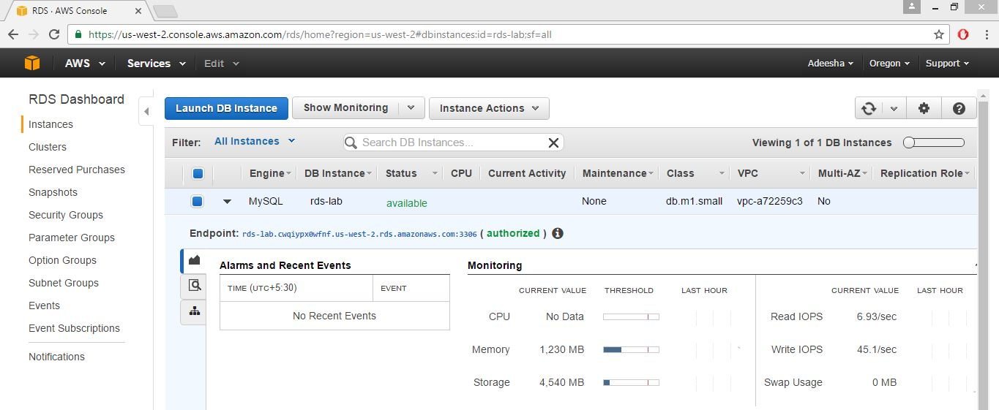 RDS · AWS Console
https://us-west-2.console.aws.amazon.com/rds/home?region=us-west-2#dbinstances:id=rds-lab;sf=all
AWS Services Edit Adeesha Oregon Support
RDS Dashboard
Instances
Clusters
Reserved Purchases
Snapshots
Security Groups
Parameter Groups
Option Groups
Subnet Groups
Events
Event Subscriptions
Notifications
Launch DB Instance Show Monitoring Instance Actions
Filter: All Instances Search DB Instances... Viewing 1 of 1 DB Instances
Engine DB Instance Status CPU Current Activity Maintenance Class VPC Multi-AZ Replication Role
MySQL rds-lab available None db.m1.small vpc-a72259c3 No
Endpoint: rds-lab.cwqiypx0wfnf.us-west-2.rds.amazonaws.com:3306 ( authorized )
Alarms and Recent Events
TIME (UTC+5:30) EVENT
No Recent Events
Monitoring
CURRENT VALUE THRESHOLD LAST HOUR CURRENT VALUE LAST HOUR
CPU No Data Read IOPS 6.93/sec
Memory 1,230 MB Write IOPS 45.1/sec
Storage 4,540 MB Swap Usage 0 MB